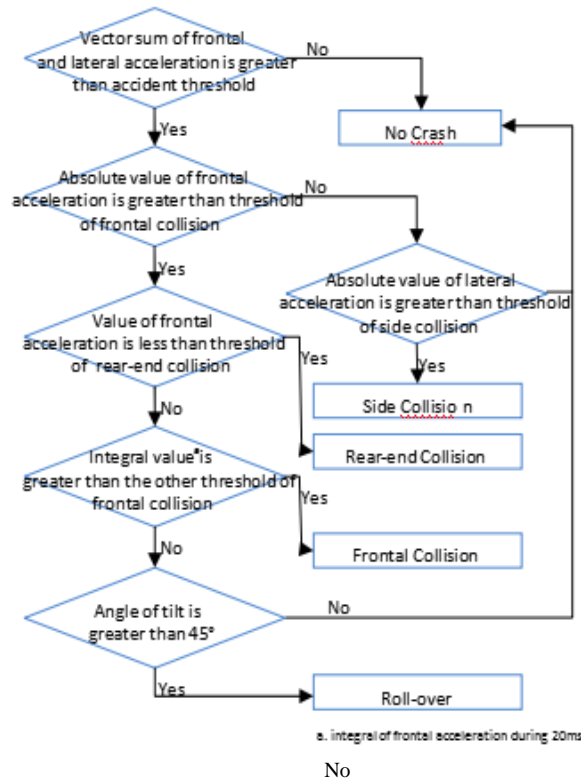 Vector sum of frontal
and lateral acceleration is greater
than accident threshold
No
No Crash
Yes
Absolute value of frontal
acceleration is greater than threshold
of frontal collision
No
Yes
Absolute value of lateral
acceleration is greater than threshold
of side collision
Value of frontal
acceleration is less than threshold
of rear-end collision
Yes
Yes
Side Collisio n
No
Rear-end Collision
Integral valueª is
greater than the other threshold of
frontal collision
Yes
No
Frontal Collision
Angle of tilt is
greater than 45º
No
Yes
Roll-over
a. integral of frontal acceleration during 20ms
No